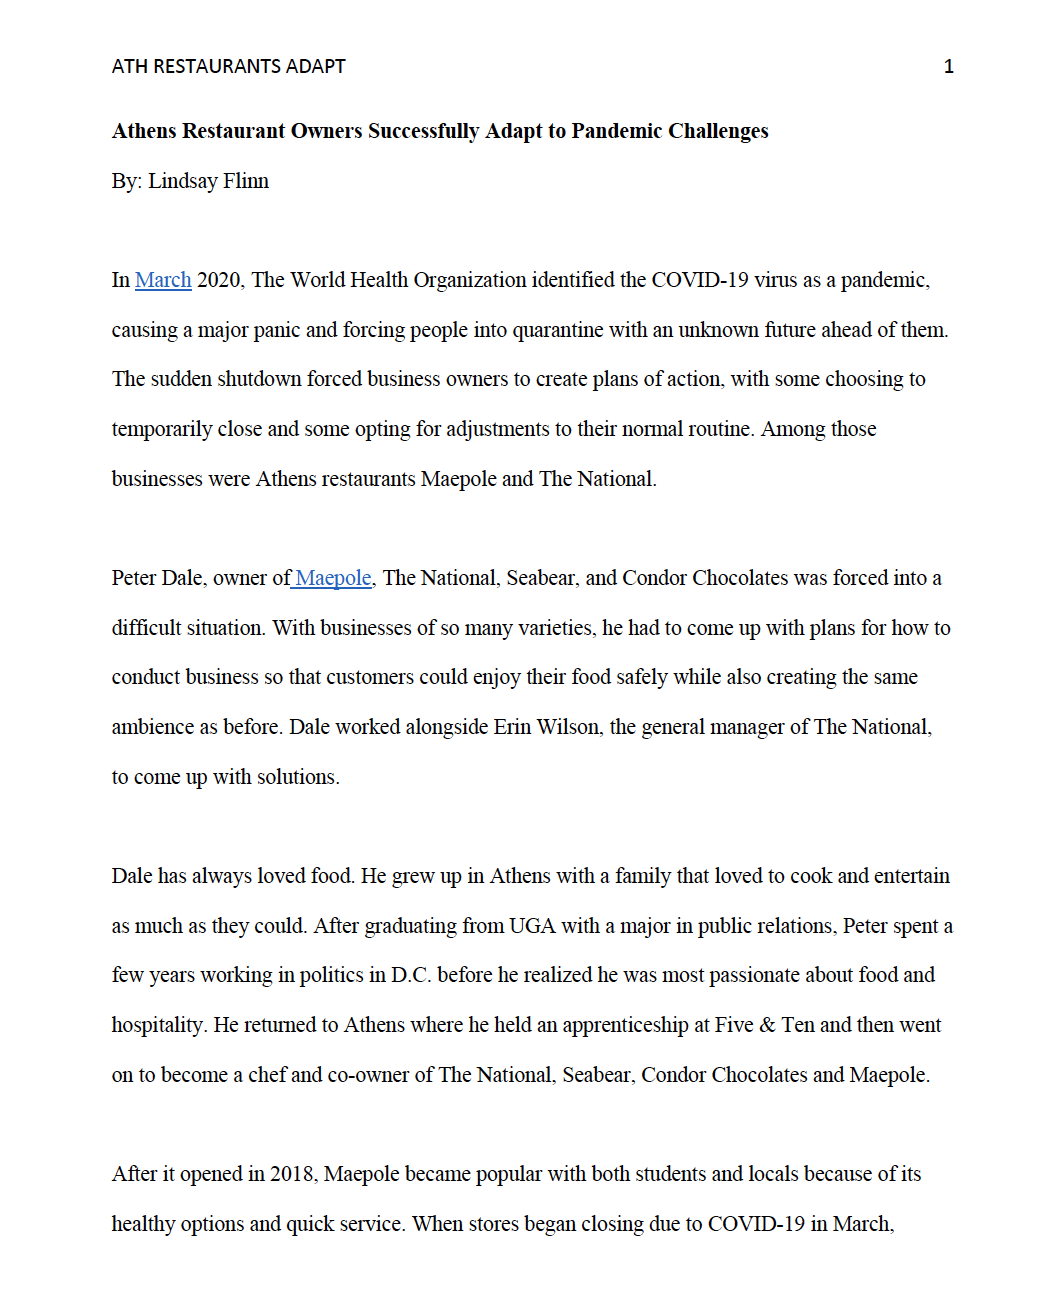 ATH RESTAURANTS ADAPT 1
Athens Restaurant Owners Successfully Adapt to Pandemic Challenges
By: Lindsay Flinn
In March 2020, The World Health Organization identified the COVID-19 virus as a pandemic,
causing a major panic and forcing people into quarantine with an unknown future ahead of them.
The sudden shutdown forced business owners to create plans of action, with some choosing to
temporarily close and some opting for adjustments to their normal routine. Among those
businesses were Athens restaurants Maepole and The National.
Peter Dale, owner of Maepole, The National, Seabear, and Condor Chocolates was forced into a
difficult situation. With businesses of so many varieties, he had to come up with plans for how to
conduct business so that customers could enjoy their food safely while also creating the same
ambience as before. Dale worked alongside Erin Wilson, the general manager of The National,
to come up with solutions.
Dale has always loved food. He grew up in Athens with a family that loved to cook and entertain
as much as they could. After graduating from UGA with a major in public relations, Peter spent a
few years working in politics in D.C. before he realized he was most passionate about food and
hospitality. He returned to Athens where he held an apprenticeship at Five & Ten and then went
on to become a chef and co-owner of The National, Seabear, Condor Chocolates and Maepole.
After it opened in 2018, Maepole became popular with both students and locals because of its
healthy options and quick service. When stores began closing due to COVID-19 in March,